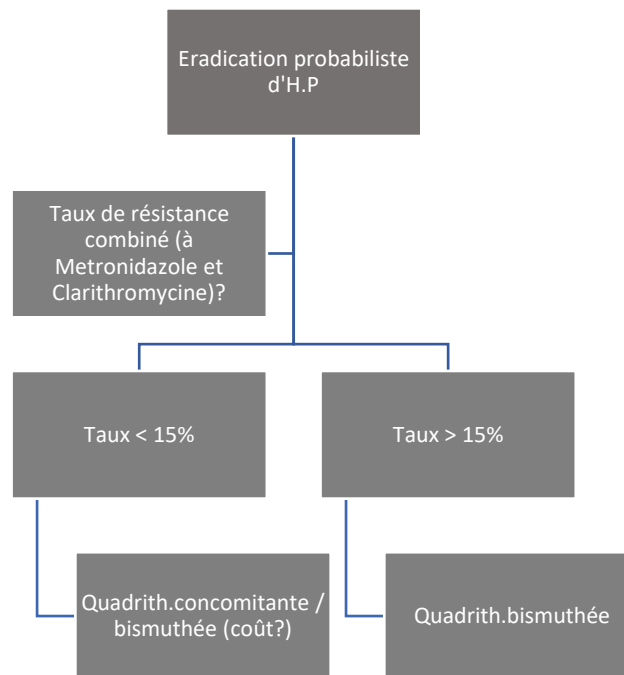 Eradication probabiliste
d'H.P
Taux de résistance
combiné (à
Metronidazole et
Clarithromycine)?
Taux < 15%
Taux > 15%
Quadrith.concomitante /
bismuthée (coût?)
Quadrith.bismuthée